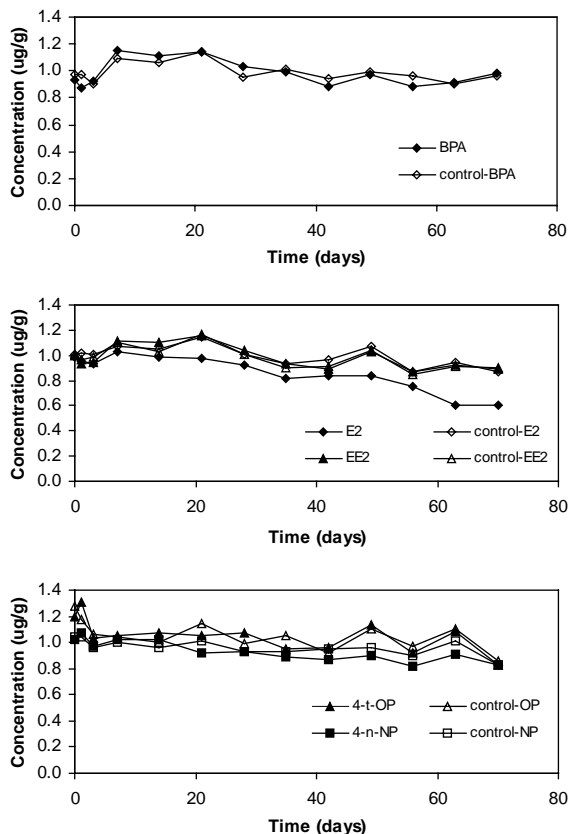 Concentration (ug/g)
1.4
1.2
1.0
0.8
0.6
0.4
0.2
0.0
BPA
control-BPA
0 20 40 60 80
Time (days)
Concentration (ug/g)
1.4
1.2
1.0
0.8
0.6
0.4
0.2
0.0
E2 control-E2
EE2 control-EE2
0 20 40 60 80
Time (days)
Concentration (ug/g)
1.4
1.2
1.0
0.8
0.6
0.4
0.2
0.0
4-t-OP control-OP
4-n-NP control-NP
0 20 40 60 80
Time (days)